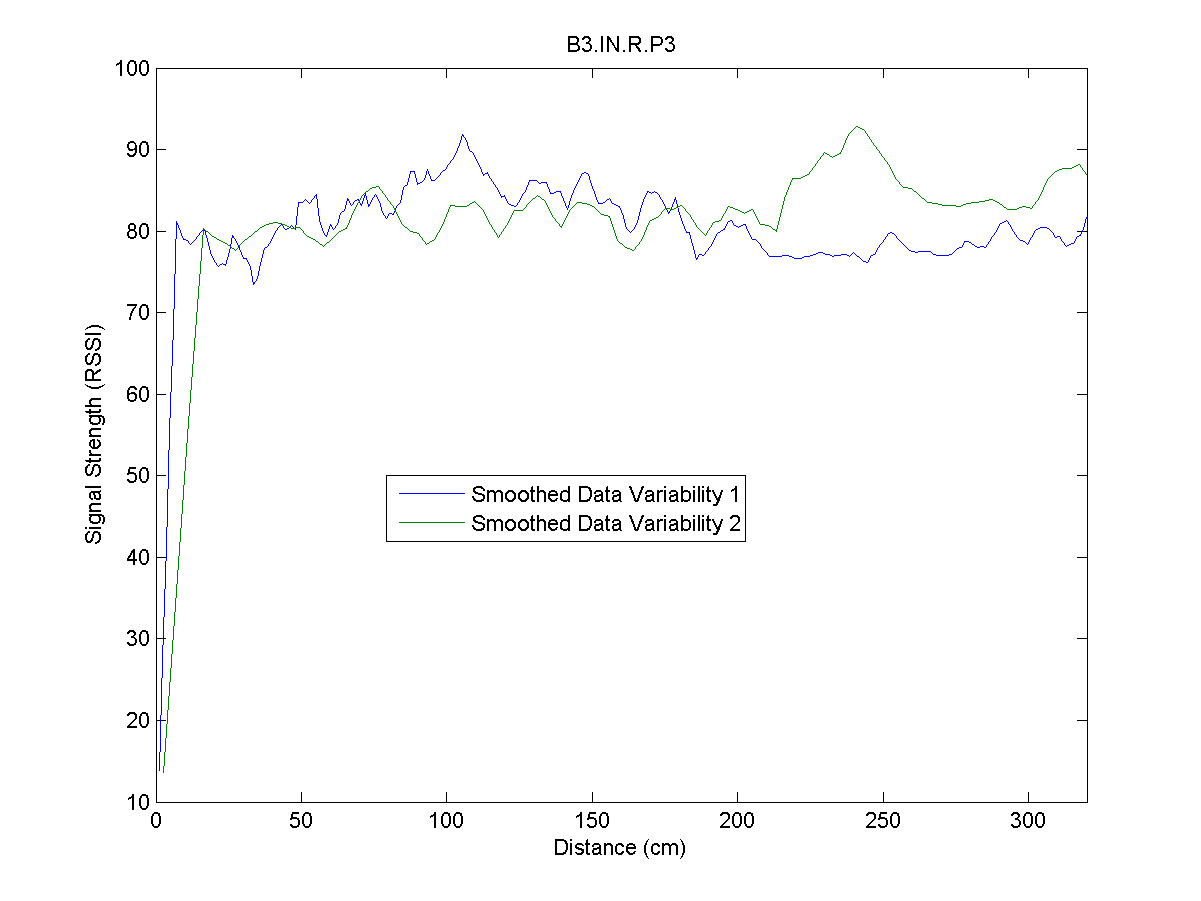 B3.IN.R.P3
100
90
80
70
60
50
40
30
20
10
Signal Strength (RSSI)
Smoothed Data Variability 1
Smoothed Data Variability 2
0 50 100 150 200 250 300
Distance (cm)